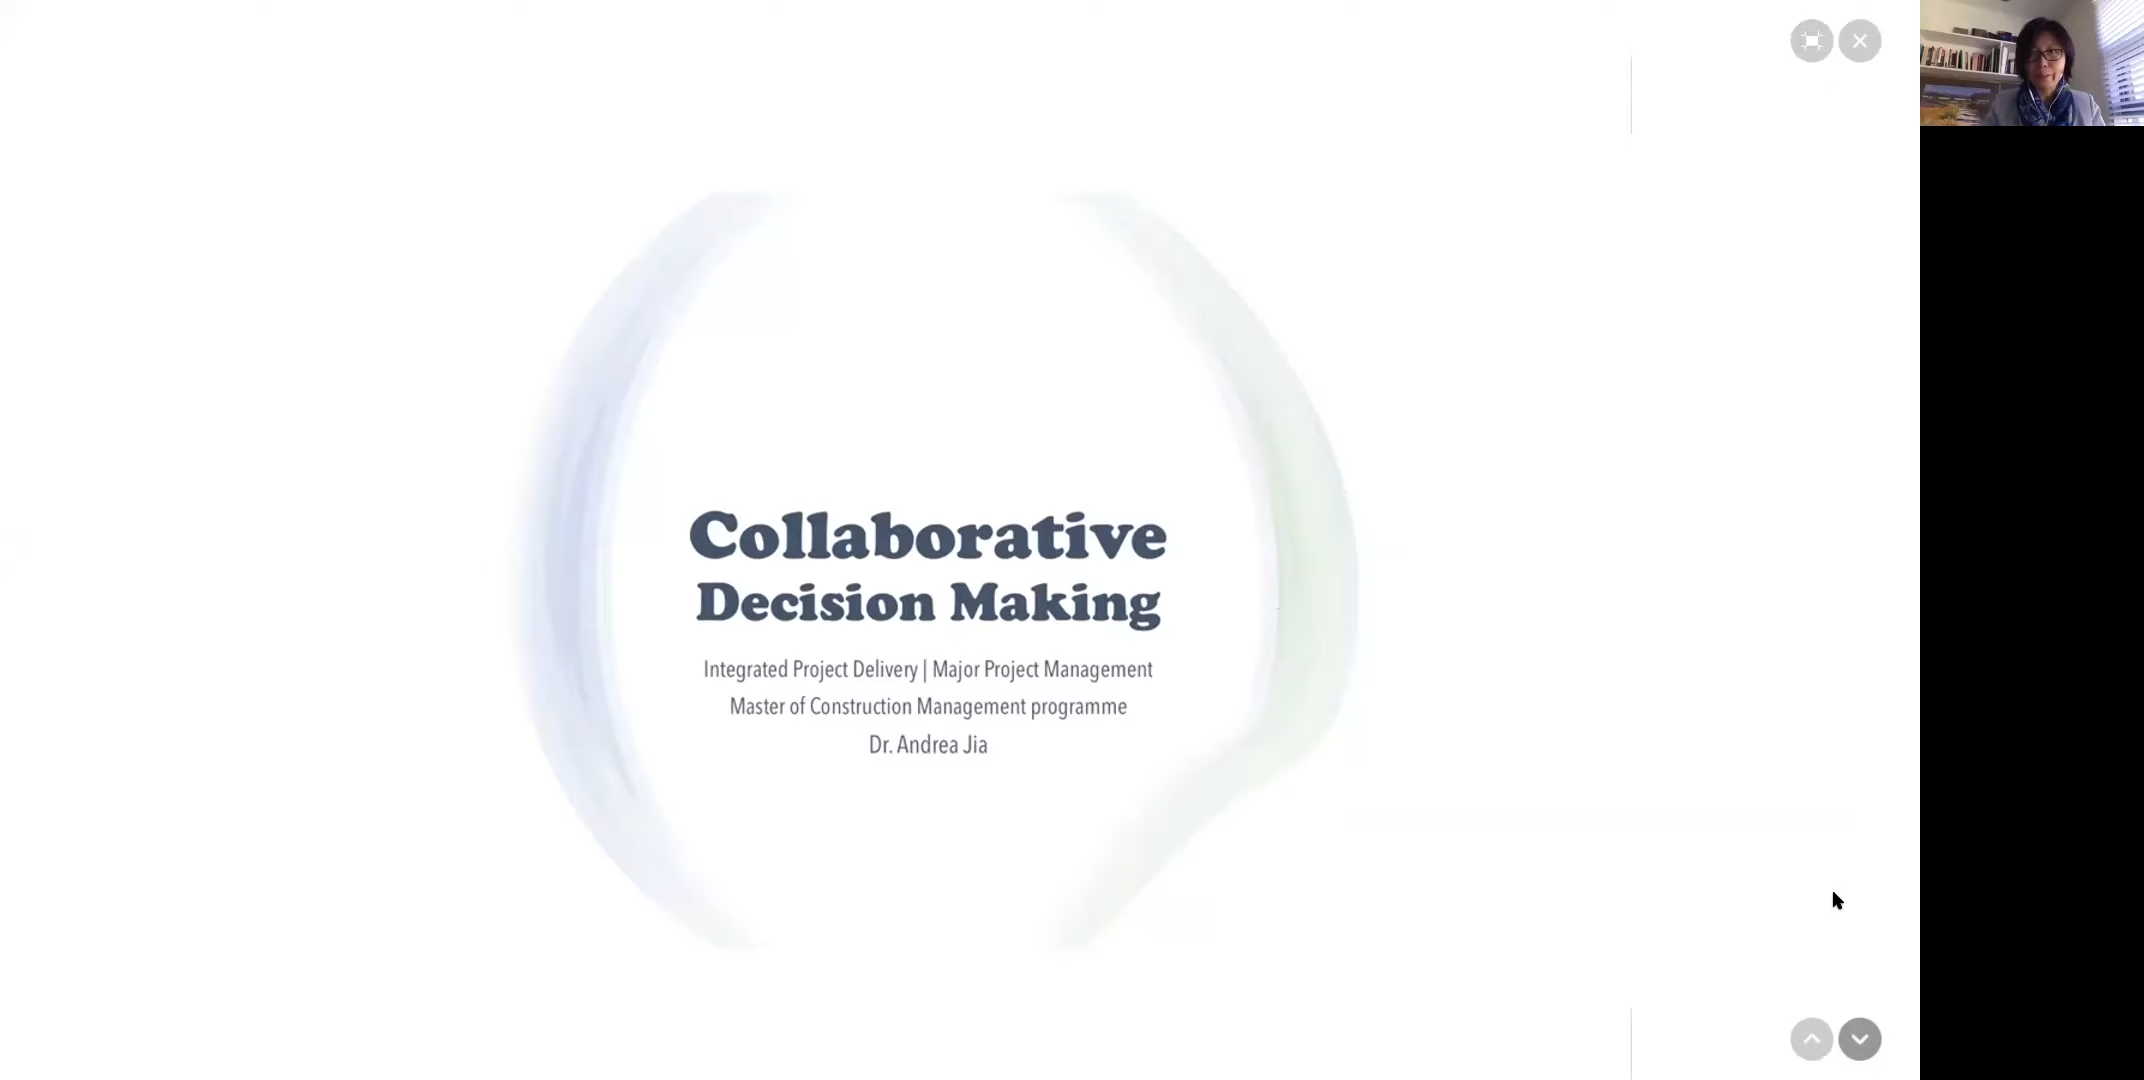 Collaborative
Decision Making
Integrated Project Delivery | Major Project Management
Master of Construction Management programme
Dr. Andrea Jia